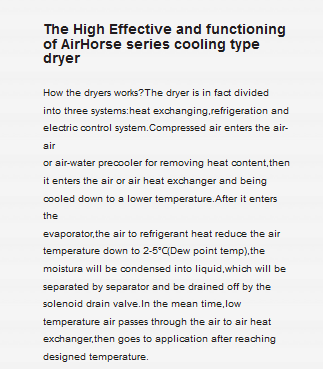 The High Effective and functioning
of AirHorse series cooling type
dryer
How the dryers works?The dryer is in fact divided
into three systems:heat exchanging,refrigeration and
electric control system.Compressed air enters the air-
air
or air-water precooler for removing heat content,then
it enters the air or air heat exchanger and being
cooled down to a lower temperature.After it enters
the
evaporator,the air to refrigerant heat reduce the air
temperature down to 2-5℃(Dew point temp),the
moistura will be condensed into liquid,which will be
separated by separator and be drained off by the
solenoid drain valve.In the mean time,low
temperature air passes through the air to air heat
exchanger,then goes to application after reaching
designed temperature.